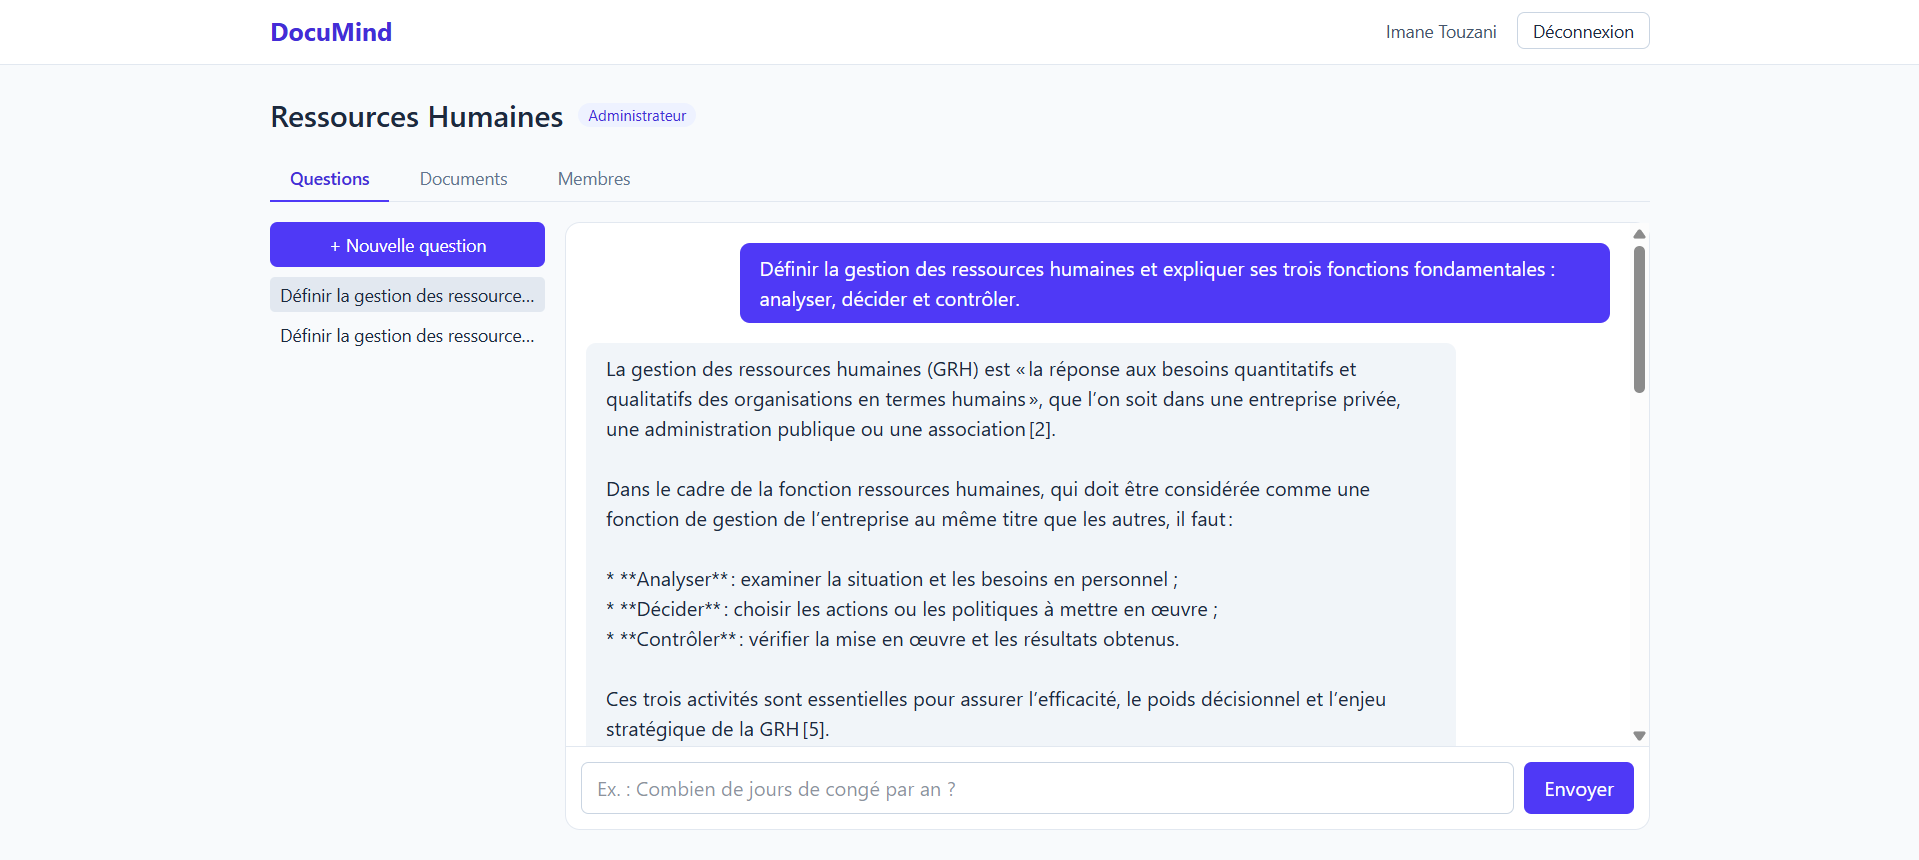 DocuMind
Imane Touzani
Déconnexion
Ressources Humaines
Administrateur
Questions
Documents
Membres
+ Nouvelle question
Définir la gestion des ressource...
Définir la gestion des ressource...
Définir la gestion des ressources humaines et expliquer ses trois fonctions fondamentales :
analyser, décider et contrôler.
La gestion des ressources humaines (GRH) est « la réponse aux besoins quantitatifs et
qualitatifs des organisations en termes humains », que l’on soit dans une entreprise privée,
une administration publique ou une association [2].
Dans le cadre de la fonction ressources humaines, qui doit être considérée comme une
fonction de gestion de l’entreprise au même titre que les autres, il faut :
* **Analyser** : examiner la situation et les besoins en personnel ;
* **Décider** : choisir les actions ou les politiques à mettre en œuvre ;
* **Contrôler** : vérifier la mise en œuvre et les résultats obtenus.
Ces trois activités sont essentielles pour assurer l’efficacité, le poids décisionnel et l’enjeu
stratégique de la GRH [5].
Ex. : Combien de jours de congé par an ?
Envoyer